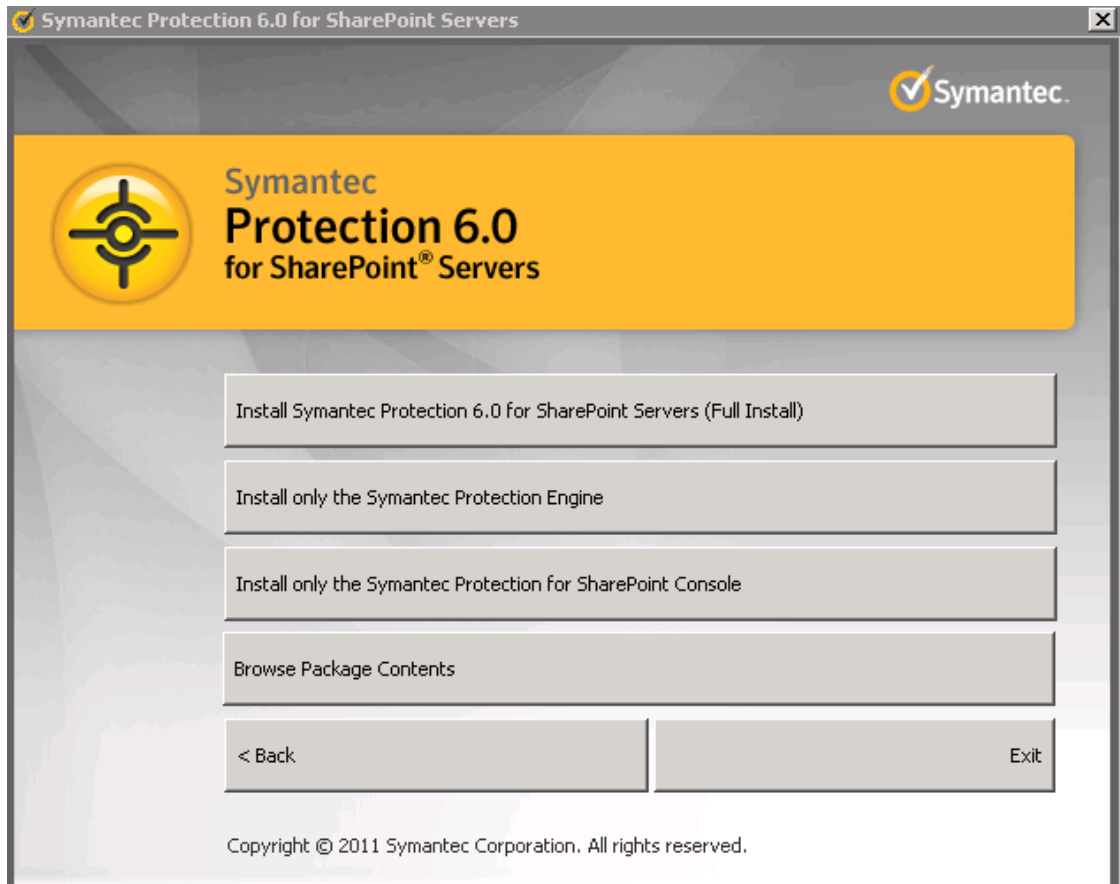 Symantec Protection 6.0 for SharePoint Servers
Symantec.
Symantec
Protection 6.0
for SharePoint® Servers
Install Symantec Protection 6.0 for SharePoint Servers (Full Install)
Install only the Symantec Protection Engine
Install only the Symantec Protection for SharePoint Console
Browse Package Contents
< Back
Exit
Copyright © 2011 Symantec Corporation. All rights reserved.